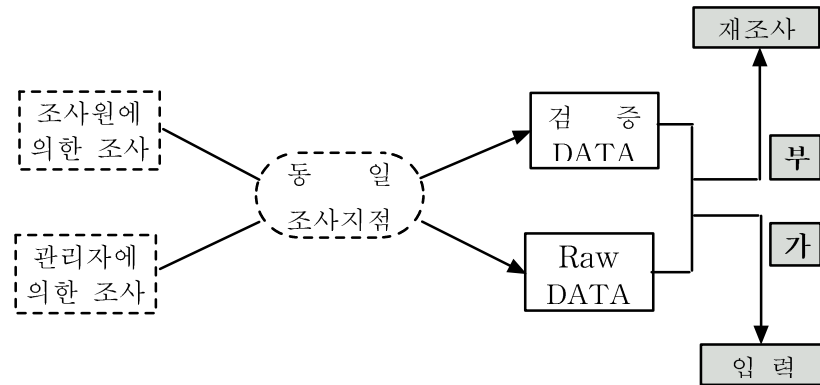 재조사
조사원에
의한 조사
검 증
DATA
부
동 일
조사지점
관리자에
의한 조사
Raw
DATA
가
입 력